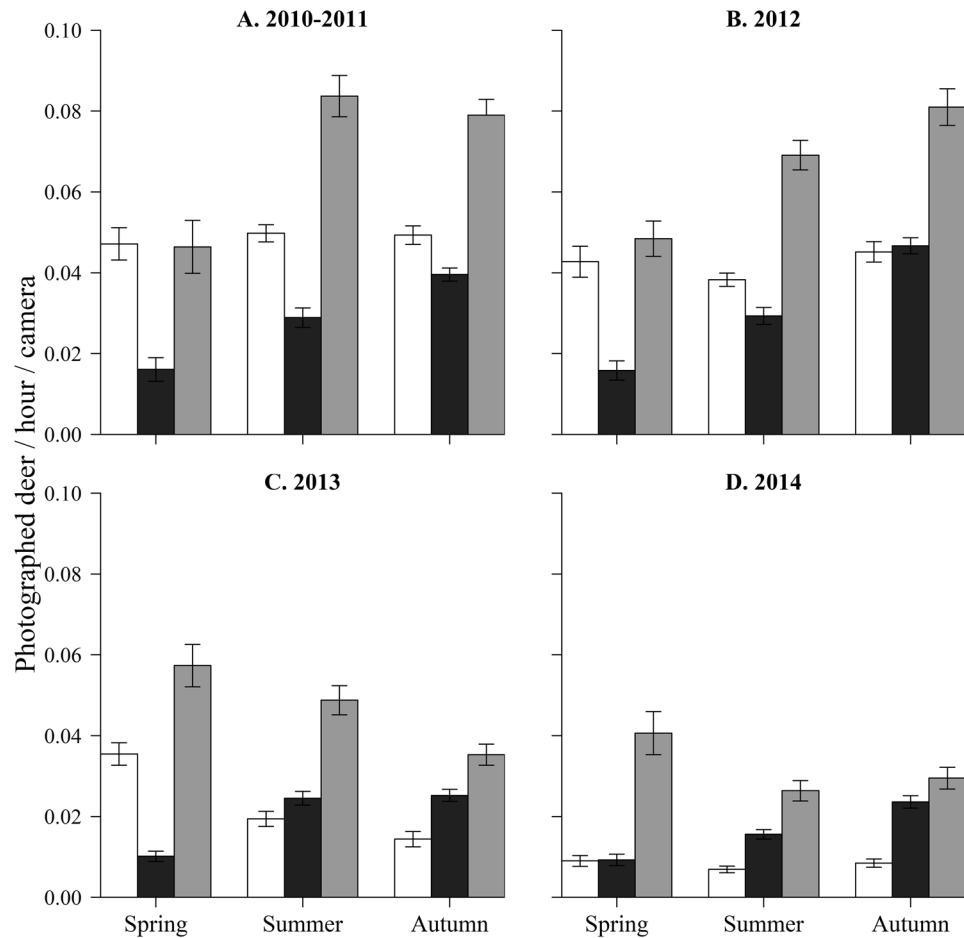 A. 2010-2011
B. 2012
Photographed deer / hour / camera
0.10
0.08
0.06
0.04
0.02
0.00
C. 2013
D. 2014
0.10
0.08
0.06
0.04
0.02
0.00
Spring Summer Autumn
Spring Summer Autumn